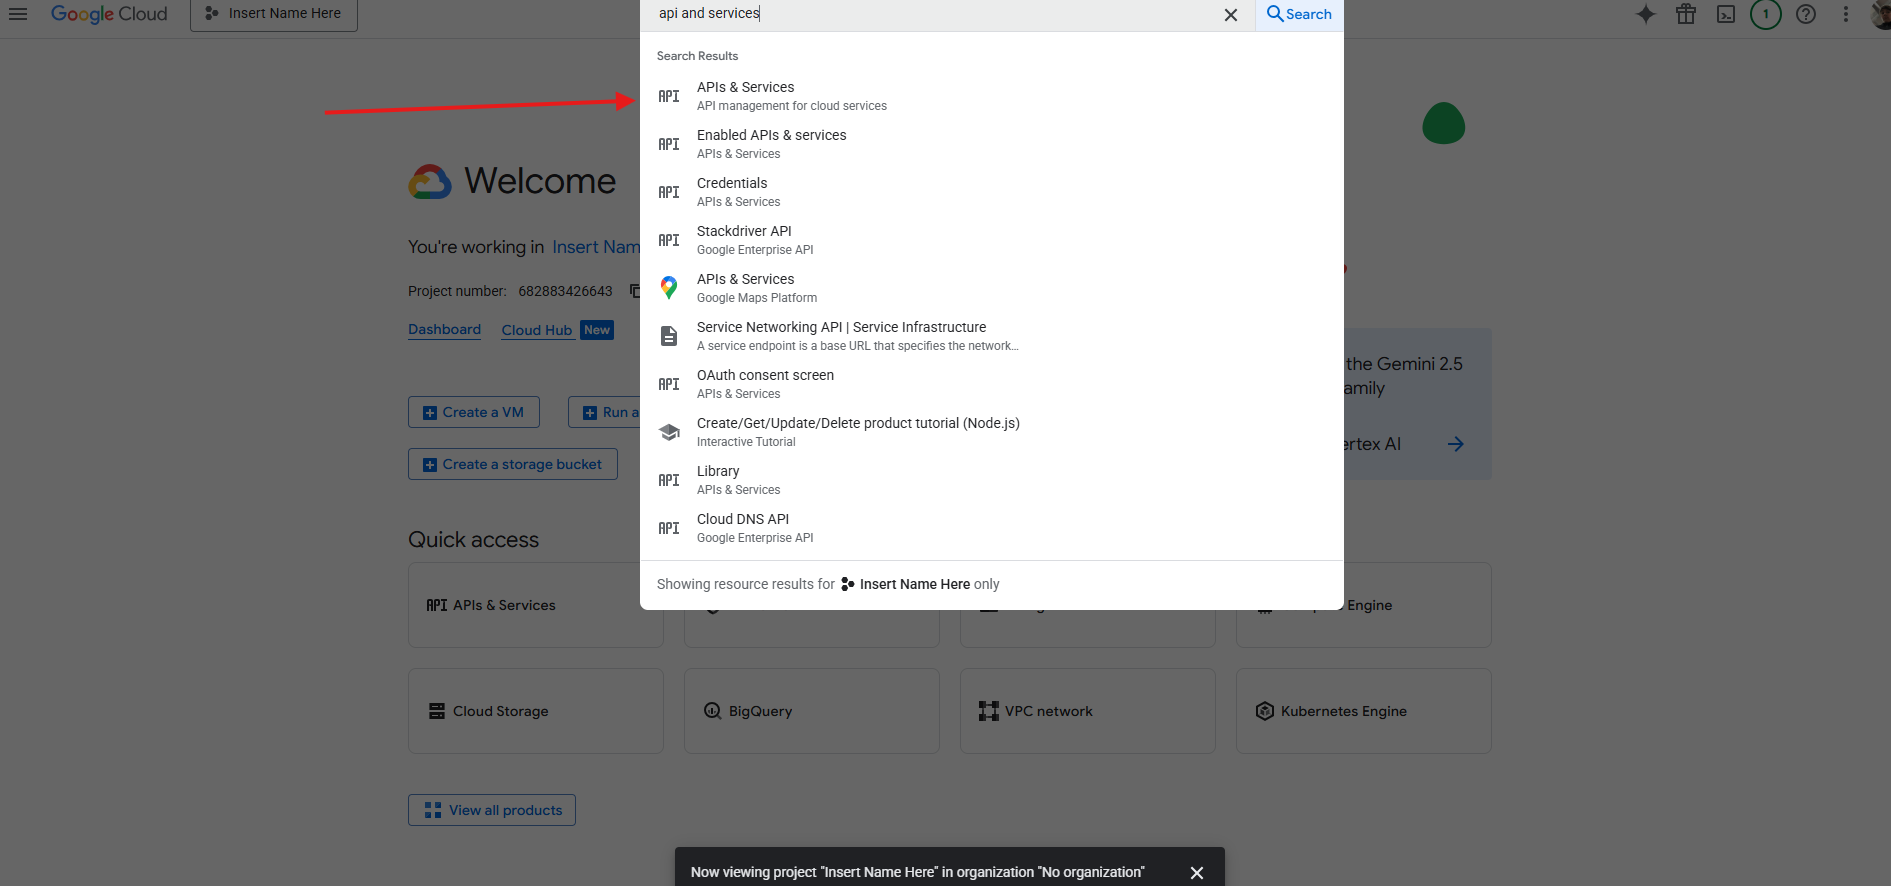 Google Cloud
Insert Name Here
api and services
Search
1
Search Results
API
APIs & Services
API management for cloud services
API
Enabled APIs & services
APIs & Services
API
Credentials
APIs & Services
API
Stackdriver API
Google Enterprise API
APIs & Services
Google Maps Platform
Service Networking API | Service Infrastructure
A service endpoint is a base URL that specifies the network...
API
OAuth consent screen
APIs & Services
Create/Get/Update/Delete product tutorial (Node.js)
Interactive Tutorial
API
Library
APIs & Services
API
Cloud DNS API
Google Enterprise API
Showing resource results for Insert Name Here only
Welcome
You're working in Insert Nam
Project number: 682883426643
Dashboard
Cloud Hub New
the Gemini 2.5
amily
ertex AI
Create a VM
Run a
Create a storage bucket
Quick access
API APIs & Services
Engine
Cloud Storage
BigQuery
VPC network
Kubernetes Engine
View all products
Now viewing project "Insert Name Here" in organization "No organization"